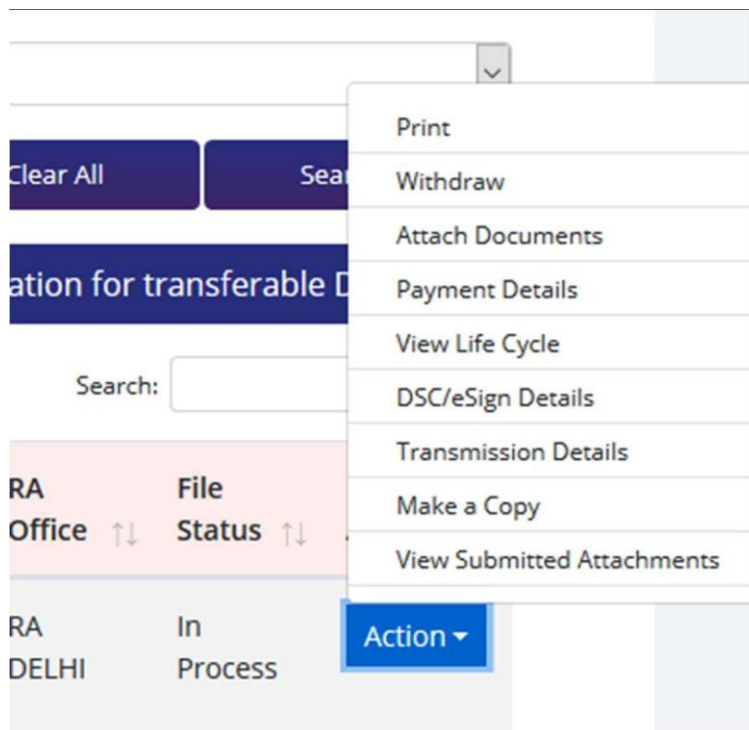 Print
Clear All
Withdraw
Attach Documents
ation for transferable
Payment Details
View Life Cycle
Search:
DSC/eSign Details
Transmission Details
RA Office
File Status
Make a Copy
View Submitted Attachments
RA DELHI
In Process
Action